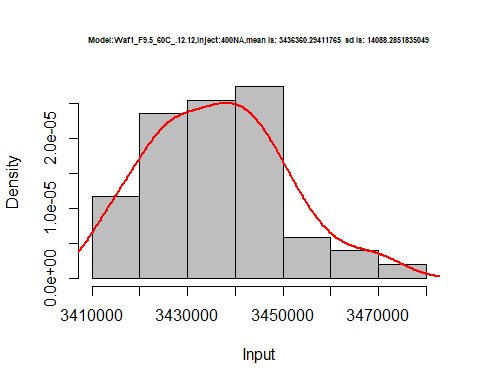 Model:Waf1_F9.5_60C_.12.12,Inject:400NA,mean is: 3436360.29411765 sd is: 14088.2851835049
Density
2.0e-05
1.0e-05
0.0e+00
3410000 3430000 3450000 3470000
Input